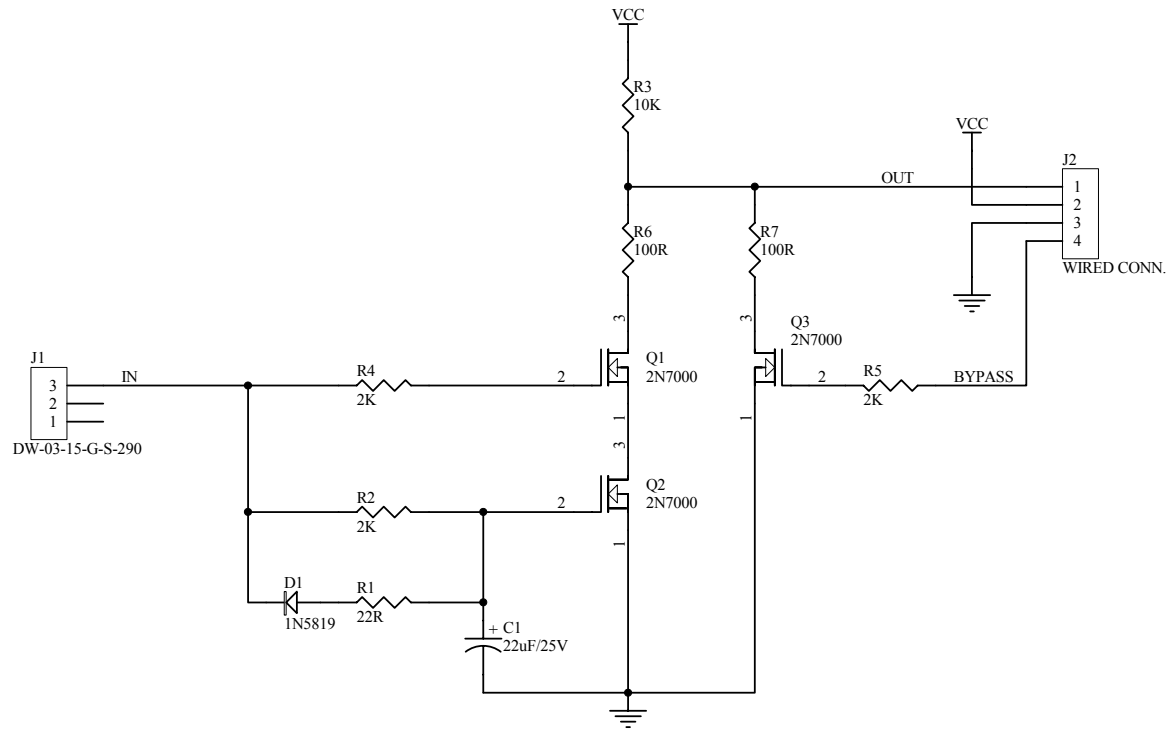 VCC
R3
10K
VCC
J2
OUT
1
2
3
4
WIRED CONN.
R6
100R
R7
100R
3
3
Q3
2N7000
J1
3
2
1
IN
DW-03-15-G-S-290
R4
2K
2
Q1
2N7000
2
R5
2K
BYPASS
1
1
3
R2
2K
2
Q2
2N7000
1
D1
1N5819
R1
22R
+ C1
22uF/25V